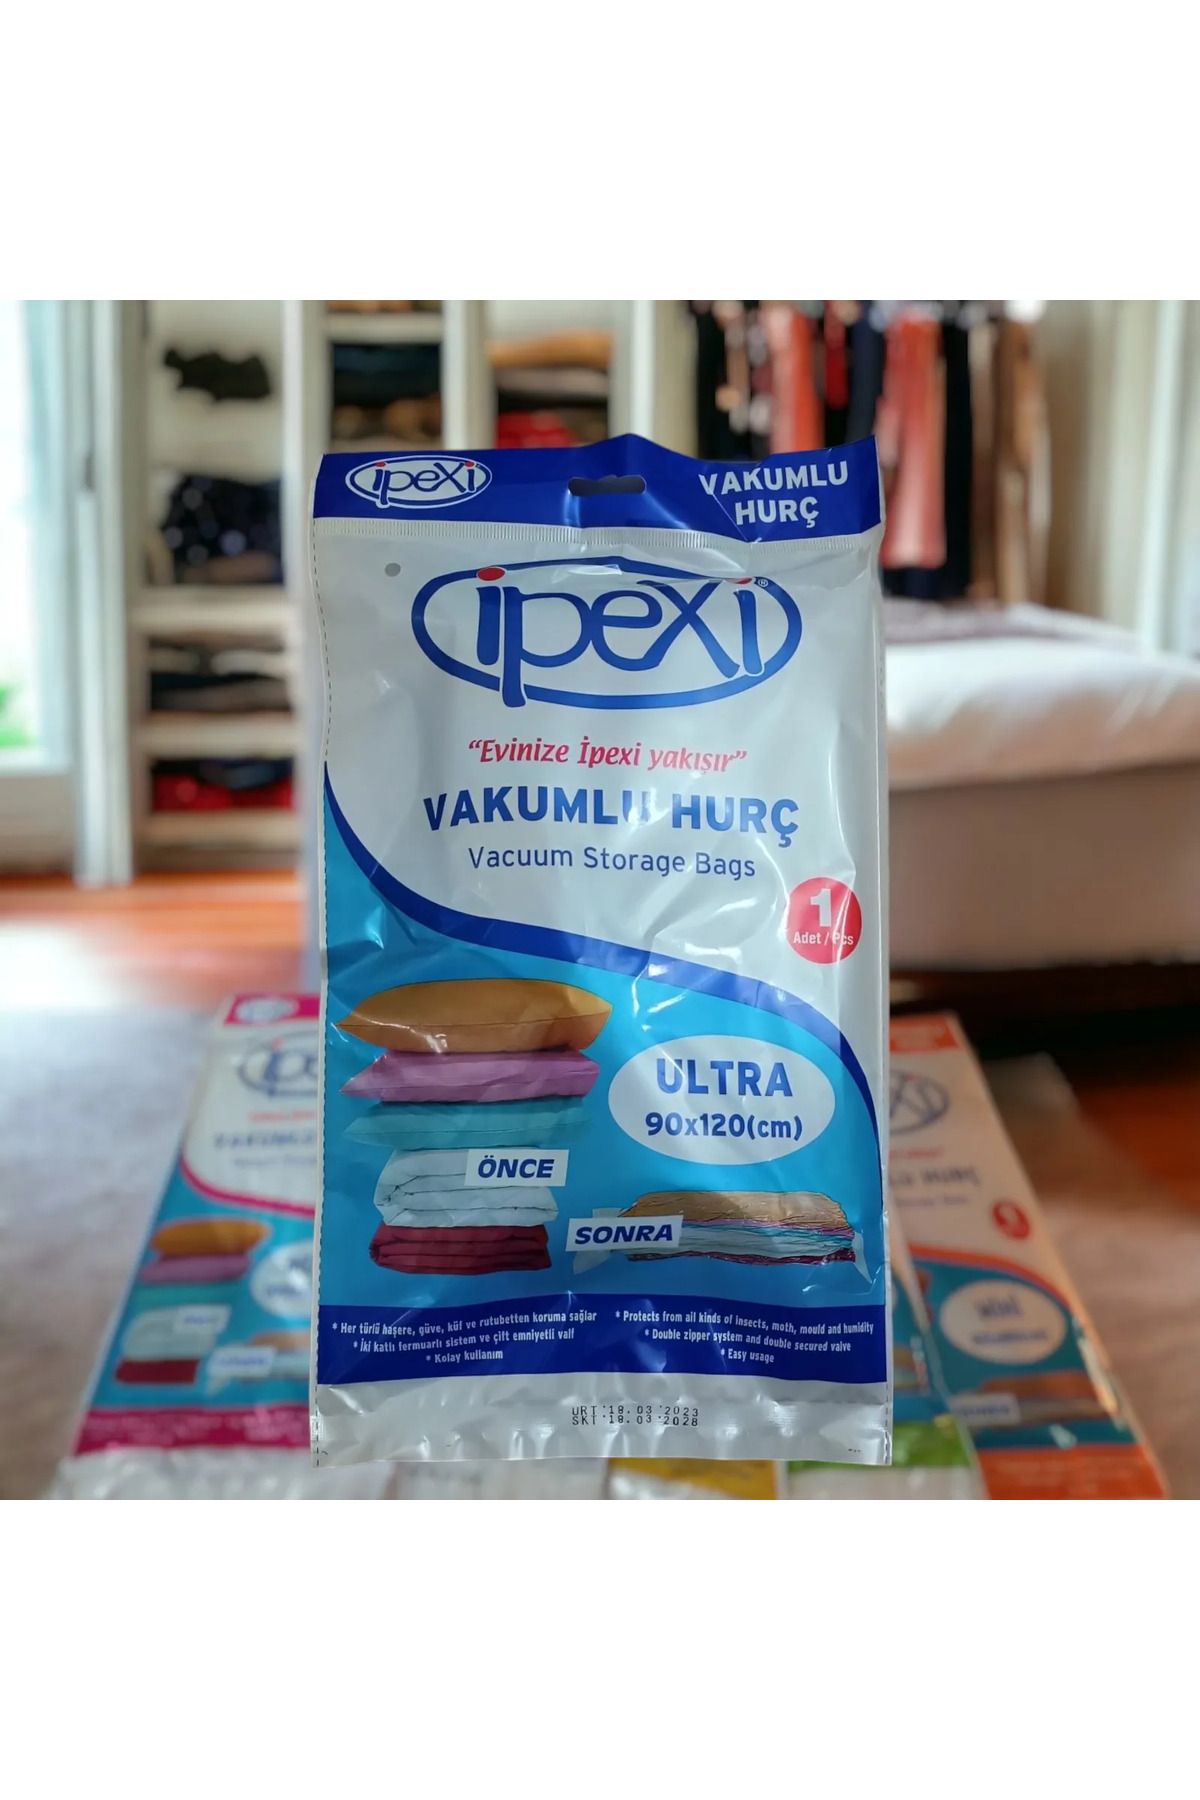 ipexi
VAKUMLU
HURÇ
ipexi®
"Evinize İpexi yakışır"
VAKUMLU HURÇ
Vacuum Storage Bags
1
Adet / Pcs
ULTRA
90x120(cm)
ÖNCE
SONRA
* Her türlü haşere, güve, küf ve rutubetten koruma sağlar
* İki katlı fermuarlı sistem ve çift emniyetli valf
* Kolay kullanım
* Protects from all kinds of insects, moth, mould and humidity
* Double zipper system and double secured valve
* Easy usage
URT 18.03.2023
SKT 18.03.2028